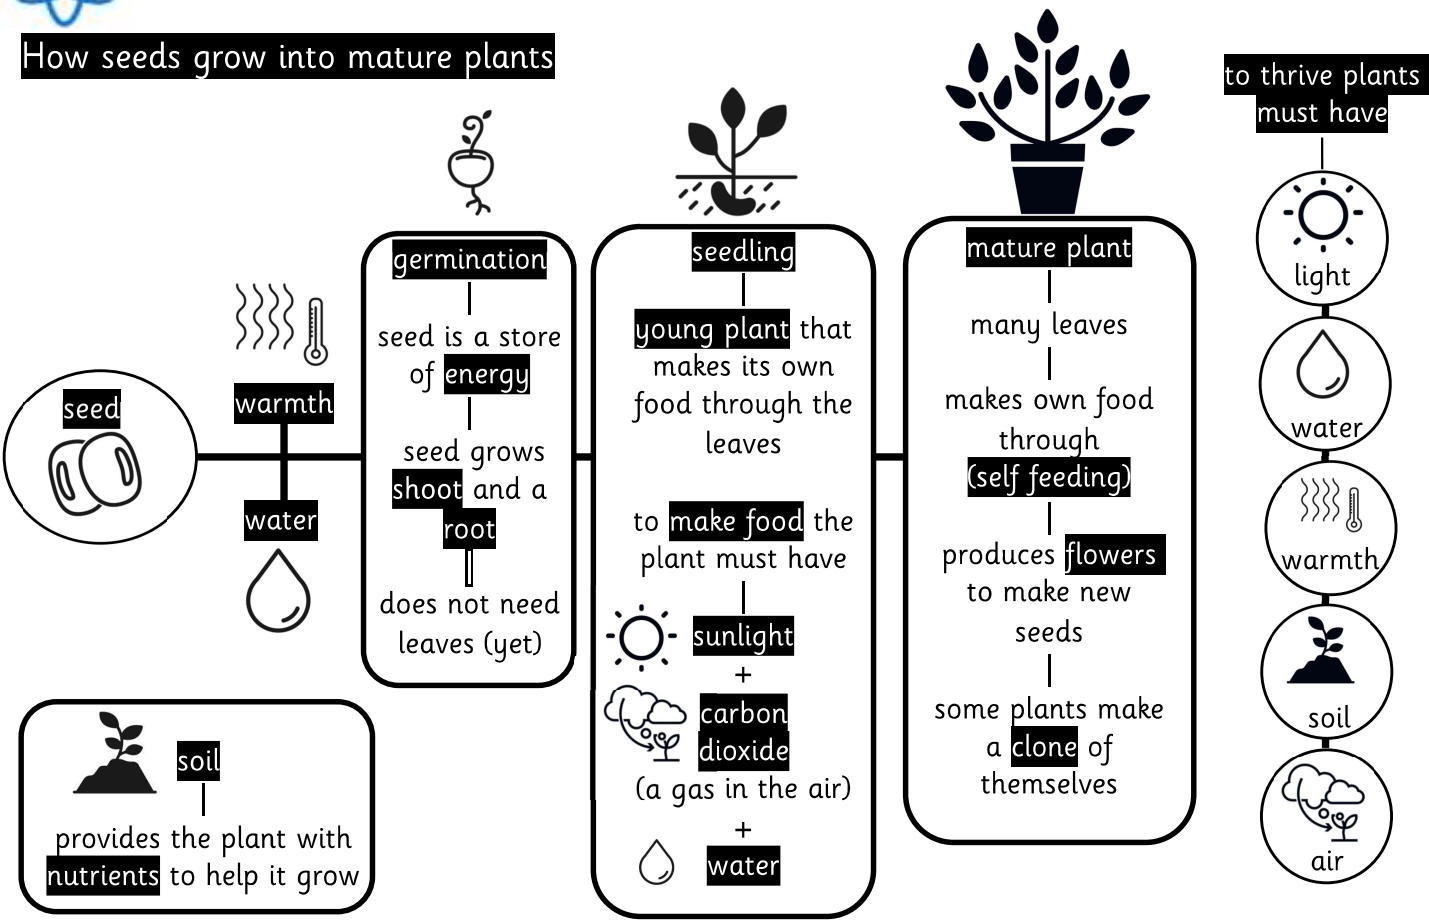 How seeds grow into mature plants
seed
warmth
water
germination
seed is a store
of energy
seed grows
shoot and a
root
does not need
leaves (yet)
soil
provides the plant with
nutrients to help it grow
seedling
young plant that
makes its own
food through the
leaves
to make food the
plant must have
sunlight
+
carbon
dioxide
(a gas in the air)
+
water
mature plant
many leaves
makes own food
through
(self feeding)
produces flowers
to make new
seeds
some plants make
a clone of
themselves
to thrive plants
must have
light
water
warmth
soil
air